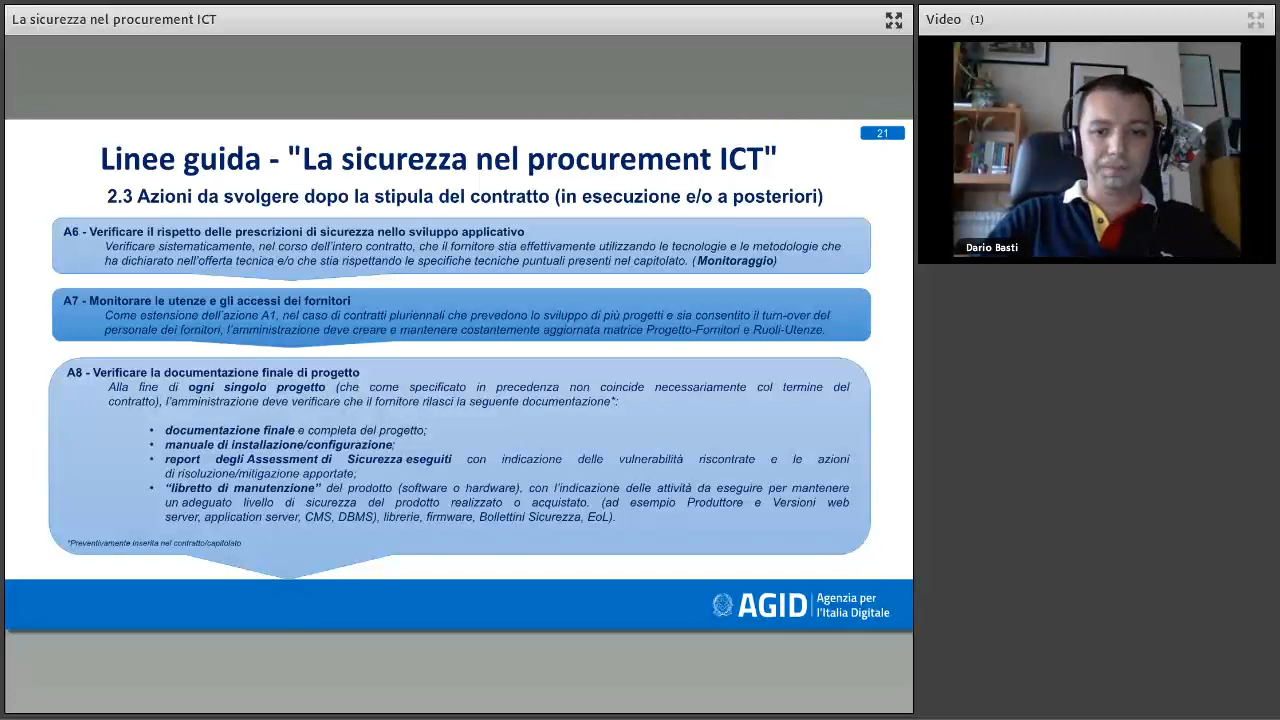 La sicurezza nel procurement ICT
Video (1)
21
Linee guida - "La sicurezza nel procurement ICT"
2.3 Azioni da svolgere dopo la stipula del contratto (in esecuzione e/o a posteriori)
A6 - Verificare il rispetto delle prescrizioni di sicurezza nello sviluppo applicativo
Verificare sistematicamente, nel corso dell'intero contratto, che il fornitore stia effettivamente utilizzando le tecnologie e le metodologie che
ha dichiarato nell'offerta tecnica e/o che stia rispettando le specifiche tecniche puntuali presenti nel capitolato. (Monitoraggio)
A7 - Monitorare le utenze e gli accessi dei fornitori
Come estensione dell'azione A1, nel caso di contratti pluriennali che prevedono lo sviluppo di più progetti e sia consentito il turn-over del
personale dei fornitori, l'amministrazione deve creare e mantenere costantemente aggiornata matrice Progetto-Fornitori e Ruoli-Utenze.
A8 - Verificare la documentazione finale di progetto
Alla fine di ogni singolo progetto (che come specificato in precedenza non coincide necessariamente col termine del
contratto), l'amministrazione deve verificare che il fornitore rilasci la seguente documentazione*:
• documentazione finale e completa del progetto;
• manuale di installazione/configurazione;
• report degli Assessment di Sicurezza eseguiti con indicazione delle vulnerabilità riscontrate e le azioni
di risoluzione/mitigazione apportate;
• "libretto di manutenzione" del prodotto (software o hardware), con l'indicazione delle attività da eseguire per mantenere
un adeguato livello di sicurezza del prodotto realizzato o acquistato. (ad esempio Produttore e Versioni web
server, application server, CMS, DBMS), librerie, firmware, Bollettini Sicurezza, EoL).
*Preventivamente inserita nel contratto/capitolato
AGID
Agenzia per
l'Italia Digitale
Dario Basti